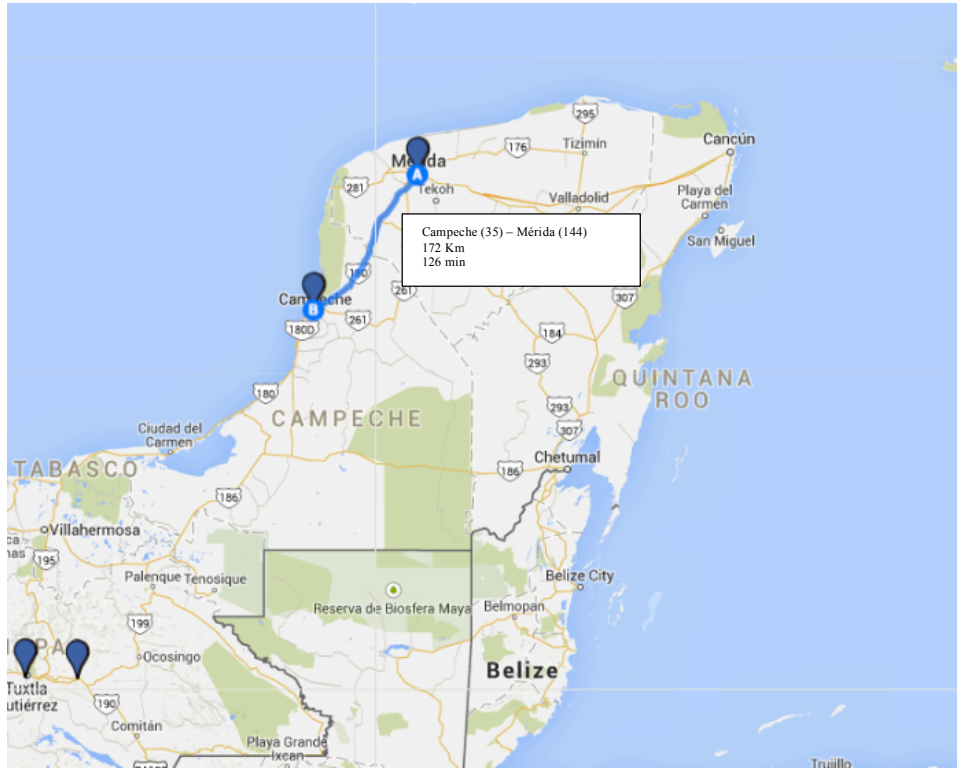 295
176
Tizimín
Cancún
Mérida
281
Tekoh
Valladolid
Playa del
Carmen
San Miguel
Campeche (35) – Mérida (144)
172 Km
126 min
180
261
307
Campeche
180D
261
184
293
QUINTANA
ROO
180
293
CAMPECHE
307
Ciudad del
Carmen
Chetumal
TABASCO
186
186
Villahermosa
195
Palenque
Tenosique
Belize City
Reserva de Biosfera Maya
Belmopan
199
Ocosingo
Belize
Tuxtla
utiérrez
190
Comitán
Playa Grande
Ixcan
Trujillo
A
B